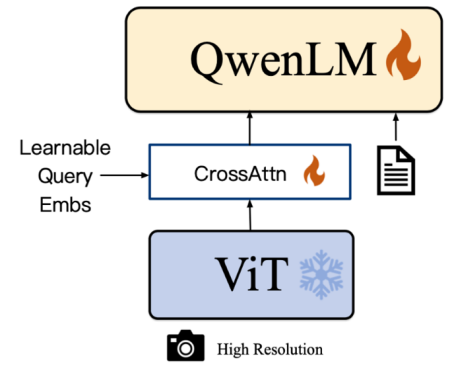 QwenLM
Learnable
Query
Embs
CrossAttn
ViT
High Resolution